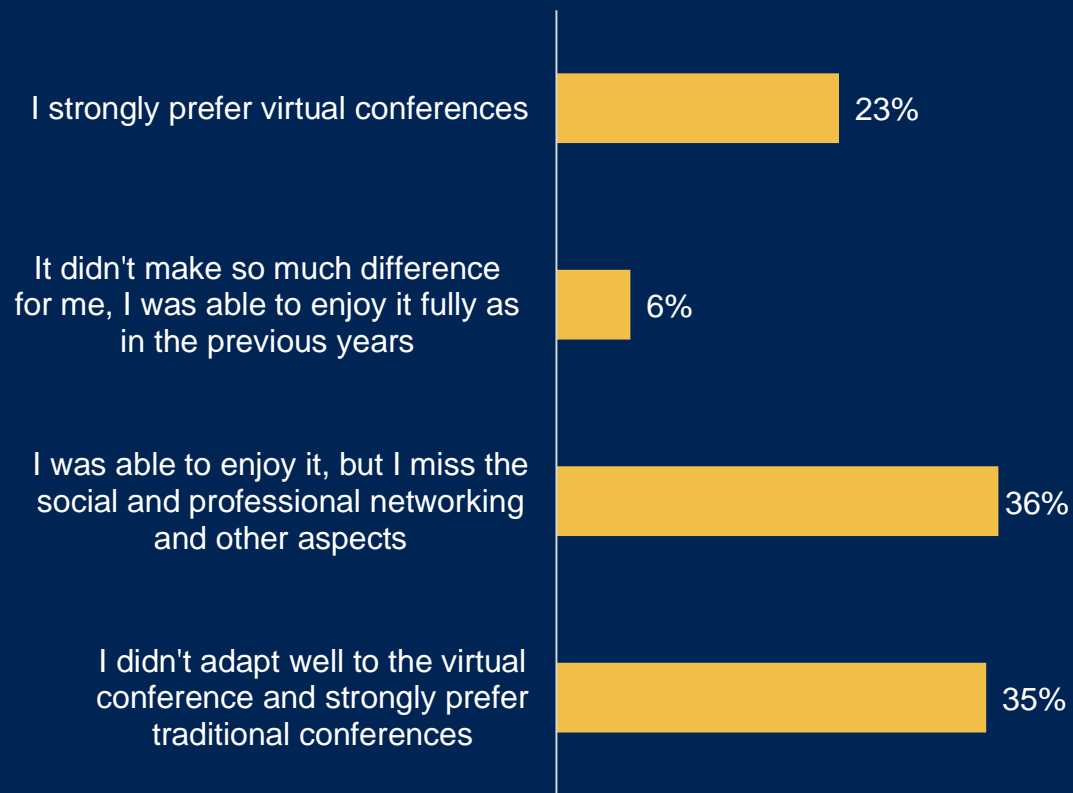 I strongly prefer virtual conferences
23%
It didn't make so much difference
for me, I was able to enjoy it fully as
in the previous years
6%
I was able to enjoy it, but I miss the
social and professional networking
and other aspects
36%
I didn't adapt well to the virtual
conference and strongly prefer
traditional conferences
35%